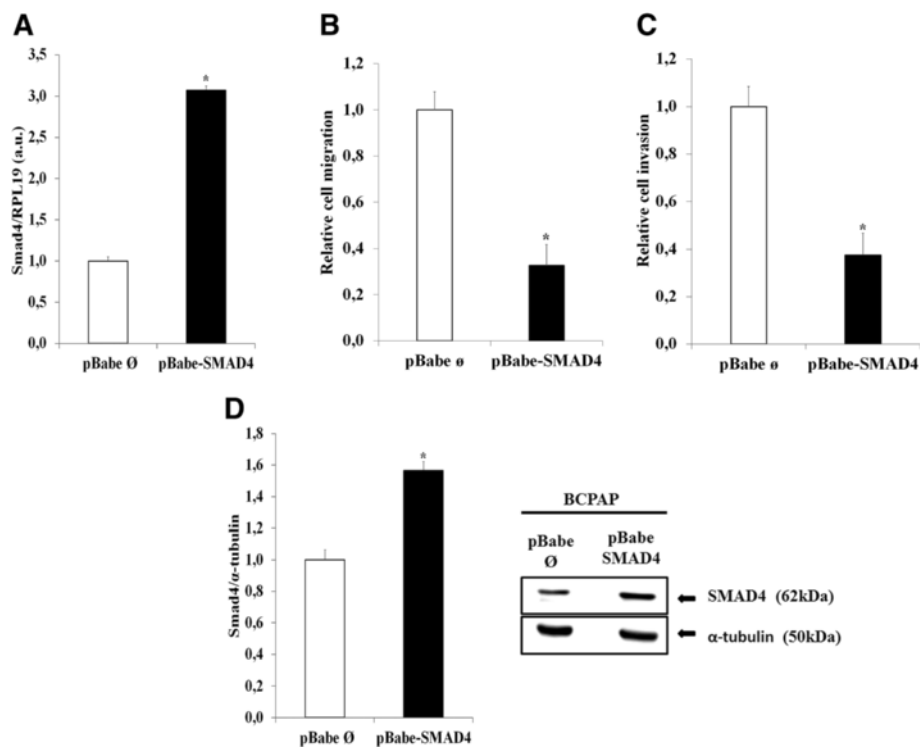 A
Smad4/RPL19 (a.u.)
3,5
3,0
2,5
2,0
1,5
1,0
0,5
0,0
*
pBabe Ø
pBabe-SMAD4
B
Relative cell migration
1,2
1,0
0,8
0,6
0,4
0,2
0,0
*
pBabe ø
pBabe-SMAD4
C
Relative cell invasion
1,2
1,0
0,8
0,6
0,4
0,2
0,0
*
pBabe ø
pBabe-SMAD4
D
Smad4/α-tubulin
1,8
1,6
1,4
1,2
1,0
0,8
0,6
0,4
0,2
0,0
*
pBabe Ø
pBabe-SMAD4
BCPAP
pBabe
Ø
pBabe
SMAD4
SMAD4 (62kDa)
α-tubulin (50kDa)